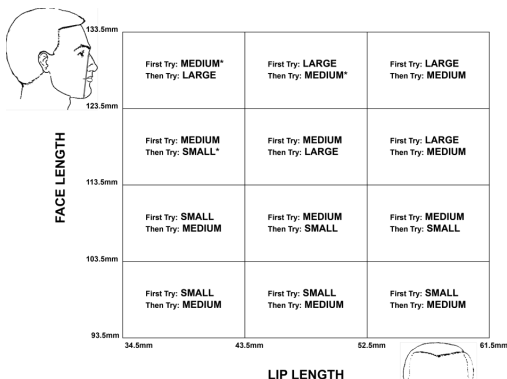 133.5mm
First Try: MEDIUM*
Then Try: LARGE
First Try: LARGE
Then Try: MEDIUM*
First Try: LARGE
Then Try: MEDIUM
123.5mm
First Try: MEDIUM
Then Try: SMALL*
First Try: MEDIUM
Then Try: LARGE
First Try: LARGE
Then Try: MEDIUM
FACE LENGTH
113.5mm
First Try: SMALL
Then Try: MEDIUM
First Try: MEDIUM
Then Try: SMALL
First Try: MEDIUM
Then Try: SMALL
103.5mm
First Try: SMALL
Then Try: MEDIUM
First Try: SMALL
Then Try: MEDIUM
First Try: SMALL
Then Try: MEDIUM
93.5mm
34.5mm
43.5mm
52.5mm
61.5mm
LIP LENGTH